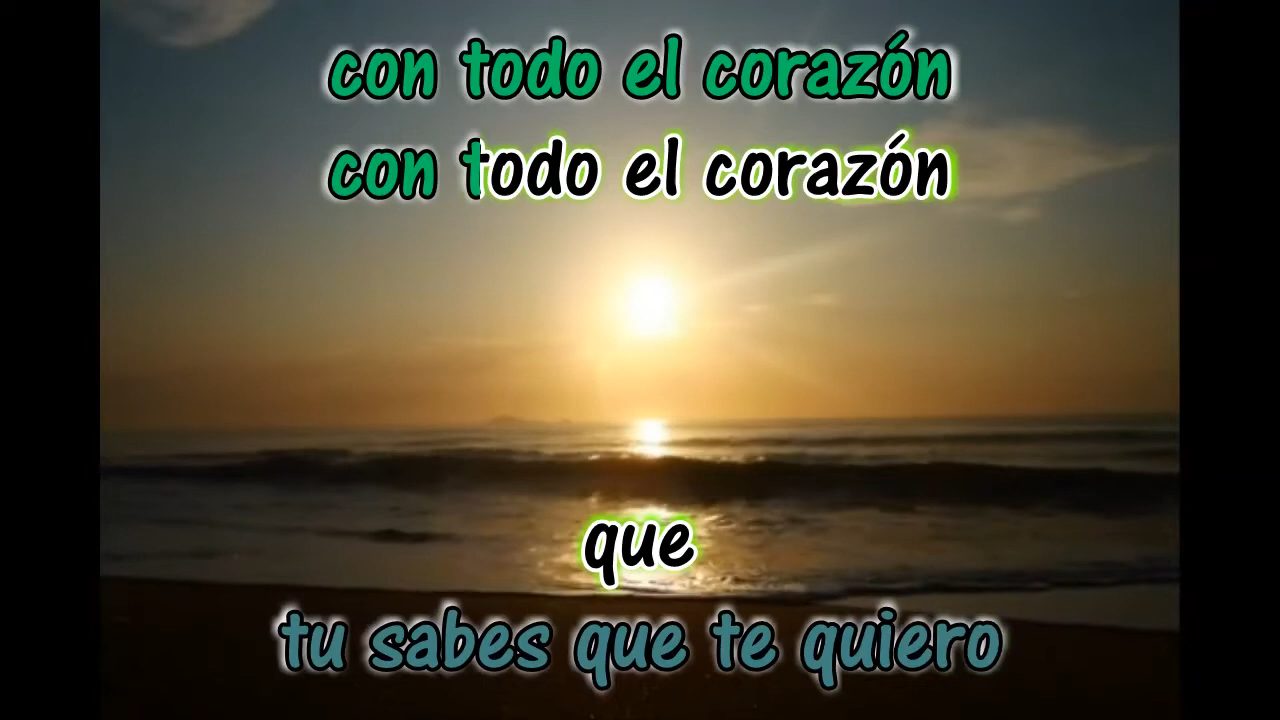 con todo el corazón
con todo el corazón
que
tu sabes que te quiero